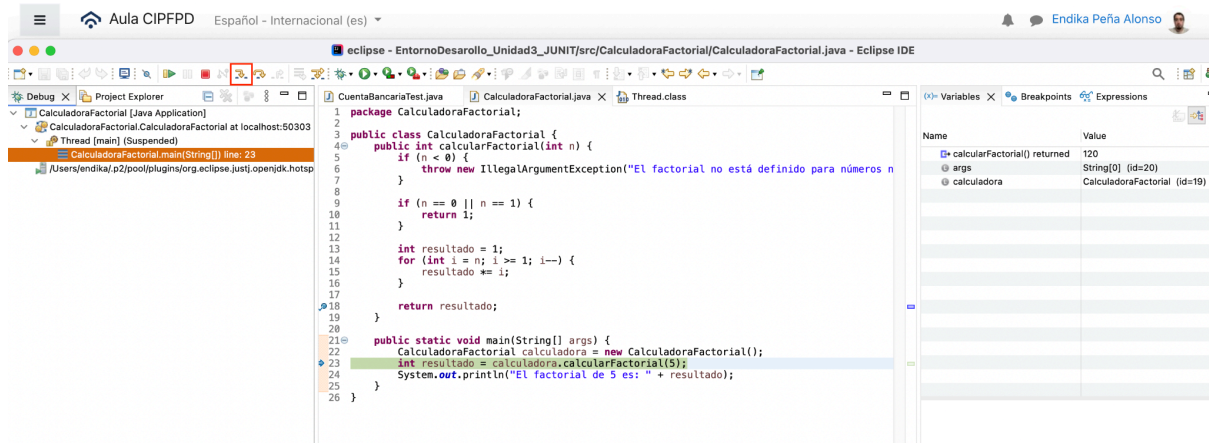 Aula CIPFPD Español - Internacional (es) Endika Peña Alonso
eclipse - EntornoDesarollo_Unidad3_JUNIT/src/CalculadoraFactorial/CalculadoraFactorial.java - Eclipse IDE
Debug Project Explorer
CalculadoraFactorial [Java Application]
CalculadoraFactorial.CalculadoraFactorial at localhost:50303
Thread [main] (Suspended)
CalculadoraFactorial.main(String[]) line: 23
/Users/endika/.p2/pool/plugins/org.eclipse.justj.openjdk.hotsp
CuentaBancariaTest.java CalculadoraFactorial.java Thread.class
1 package CalculadoraFactorial;
2
3 public class CalculadoraFactorial {
4 public int calcularFactorial(int n) {
5 if (n < 0) {
6 throw new IllegalArgumentException("El factorial no está definido para números n
7 }
8
9 if (n == 0 || n == 1) {
10 return 1;
11 }
12
13 int resultado = 1;
14 for (int i = n; i >= 1; i--) {
15 resultado *= i;
16 }
17
18 return resultado;
19 }
20
21 public static void main(String[] args) {
22 CalculadoraFactorial calculadora = new CalculadoraFactorial();
23 int resultado = calculadora.calcularFactorial(5);
24 System.out.println("El factorial de 5 es: " + resultado);
25 }
26 }
(x)= Variables Breakpoints Expressions
Name Value
calcularFactorial() returned 120
args String[0] (id=20)
calculadora CalculadoraFactorial (id=19)